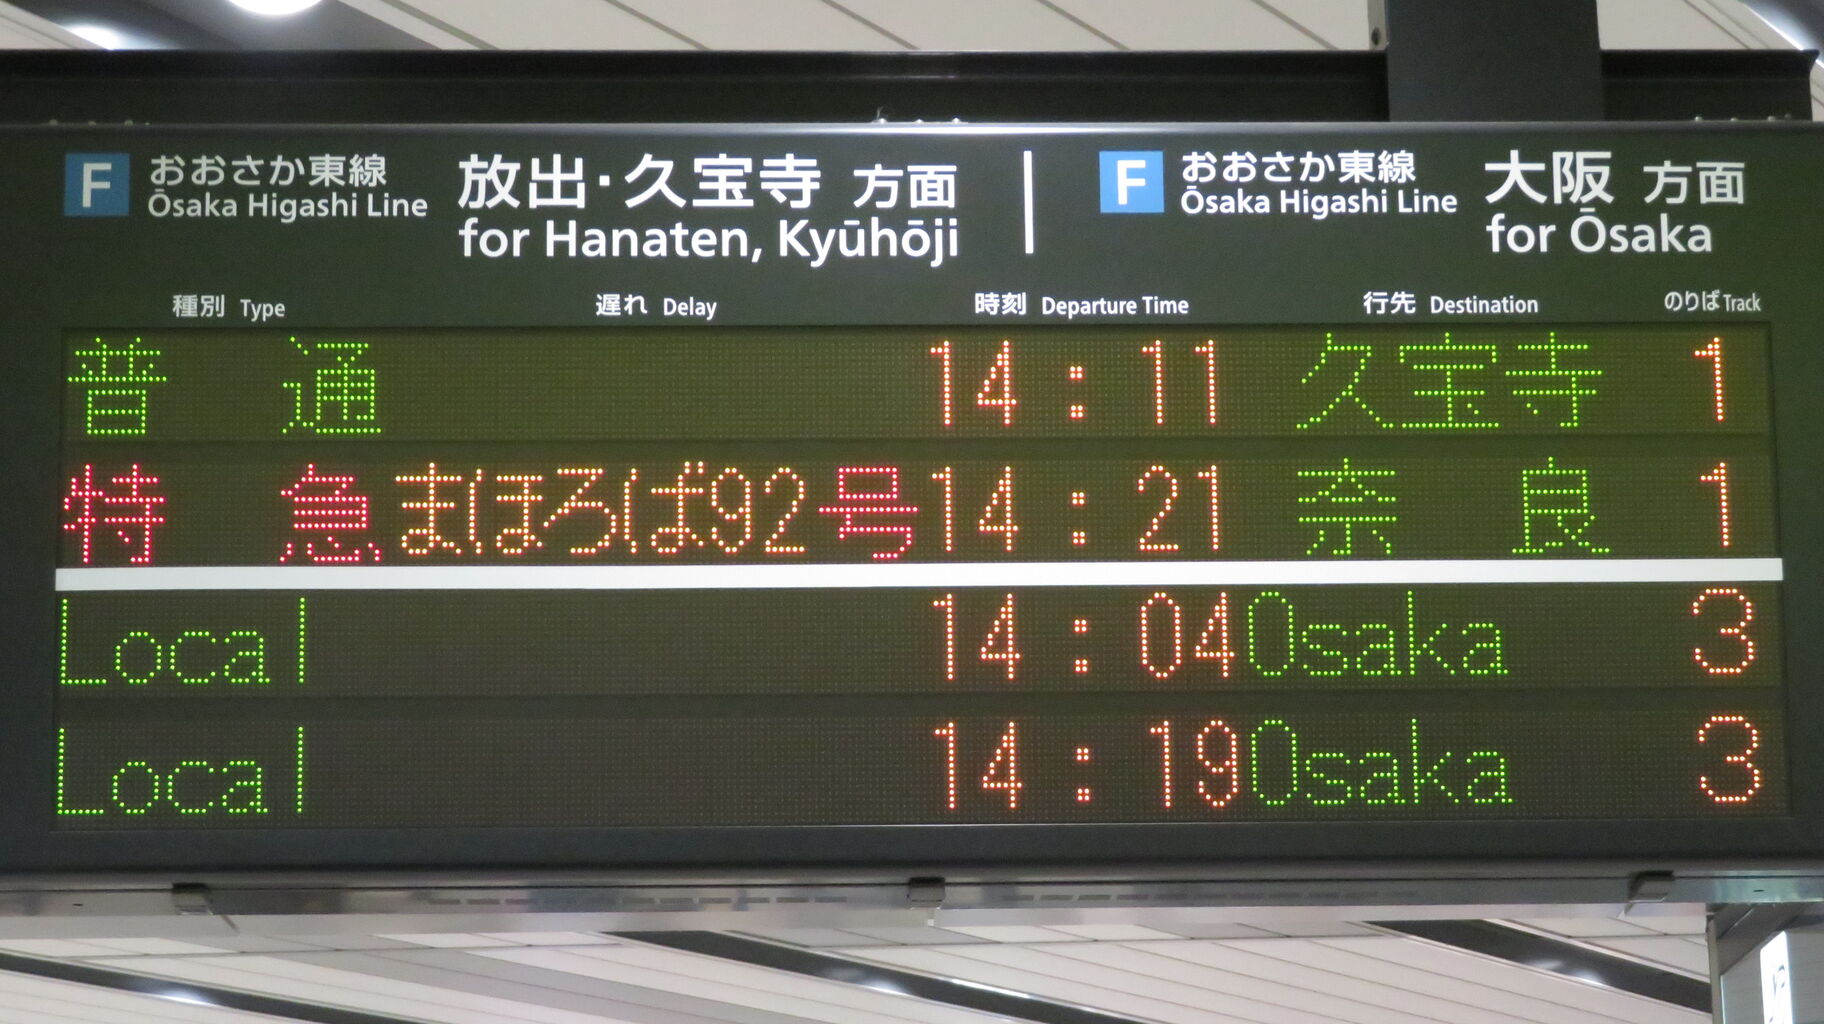 F おおさか東線 放出・久宝寺 方面 F おおさか東線 大阪 方面
Ōsaka Higashi Line for Hanaten, Kyūhōji Ōsaka Higashi Line for Ōsaka
種別 Type 遅れ Delay 時刻 Departure Time 行先 Destination のりば Track
普通 14:11 久宝寺 1
特急 まほろば92号 14:21 奈良 1
Local 14:04 Osaka 3
Local 14:19 Osaka 3